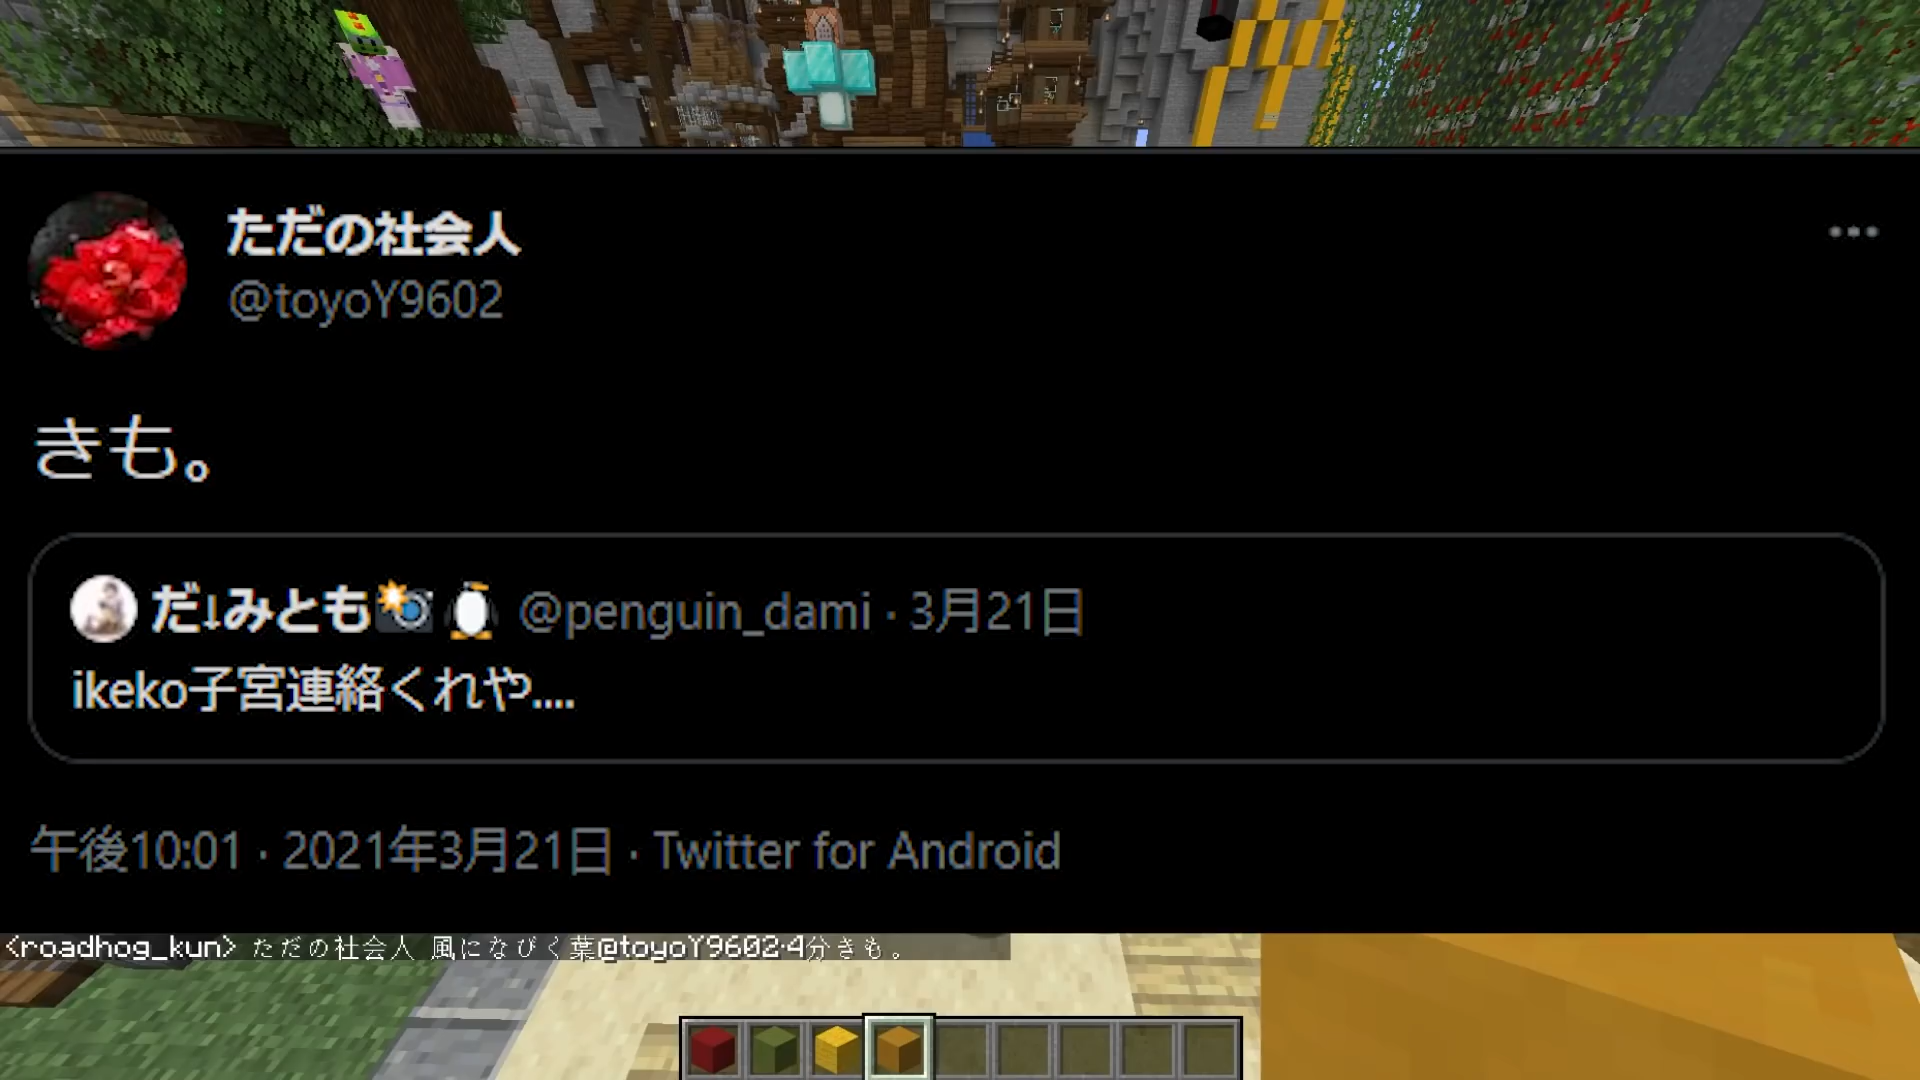 ただの社会人
@toyoY9602
きも。
だ↓みとも📸🐧 @penguin_dami · 3月21日
ikeko子宮連絡くれや....
午後10:01 · 2021年3月21日 · Twitter for Android
<roadhog_kun> ただの社会人 風になびく葉@toyoY9602·4分きも。